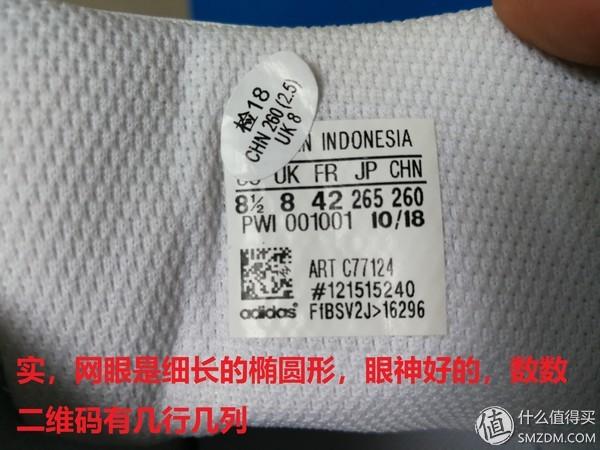 检18
CHN 260(2.5)
UK 8
INDONESIA
UK FR JP CHN
8½ 8 42 265 260
PWI 001001 10/18
ART C77124
#121515240
adidas F1BSV2J>16296
实，网眼是细长的椭圆形，眼神好的，数数
二维码有几行几列
值 什么值得买
SMZDM.COM